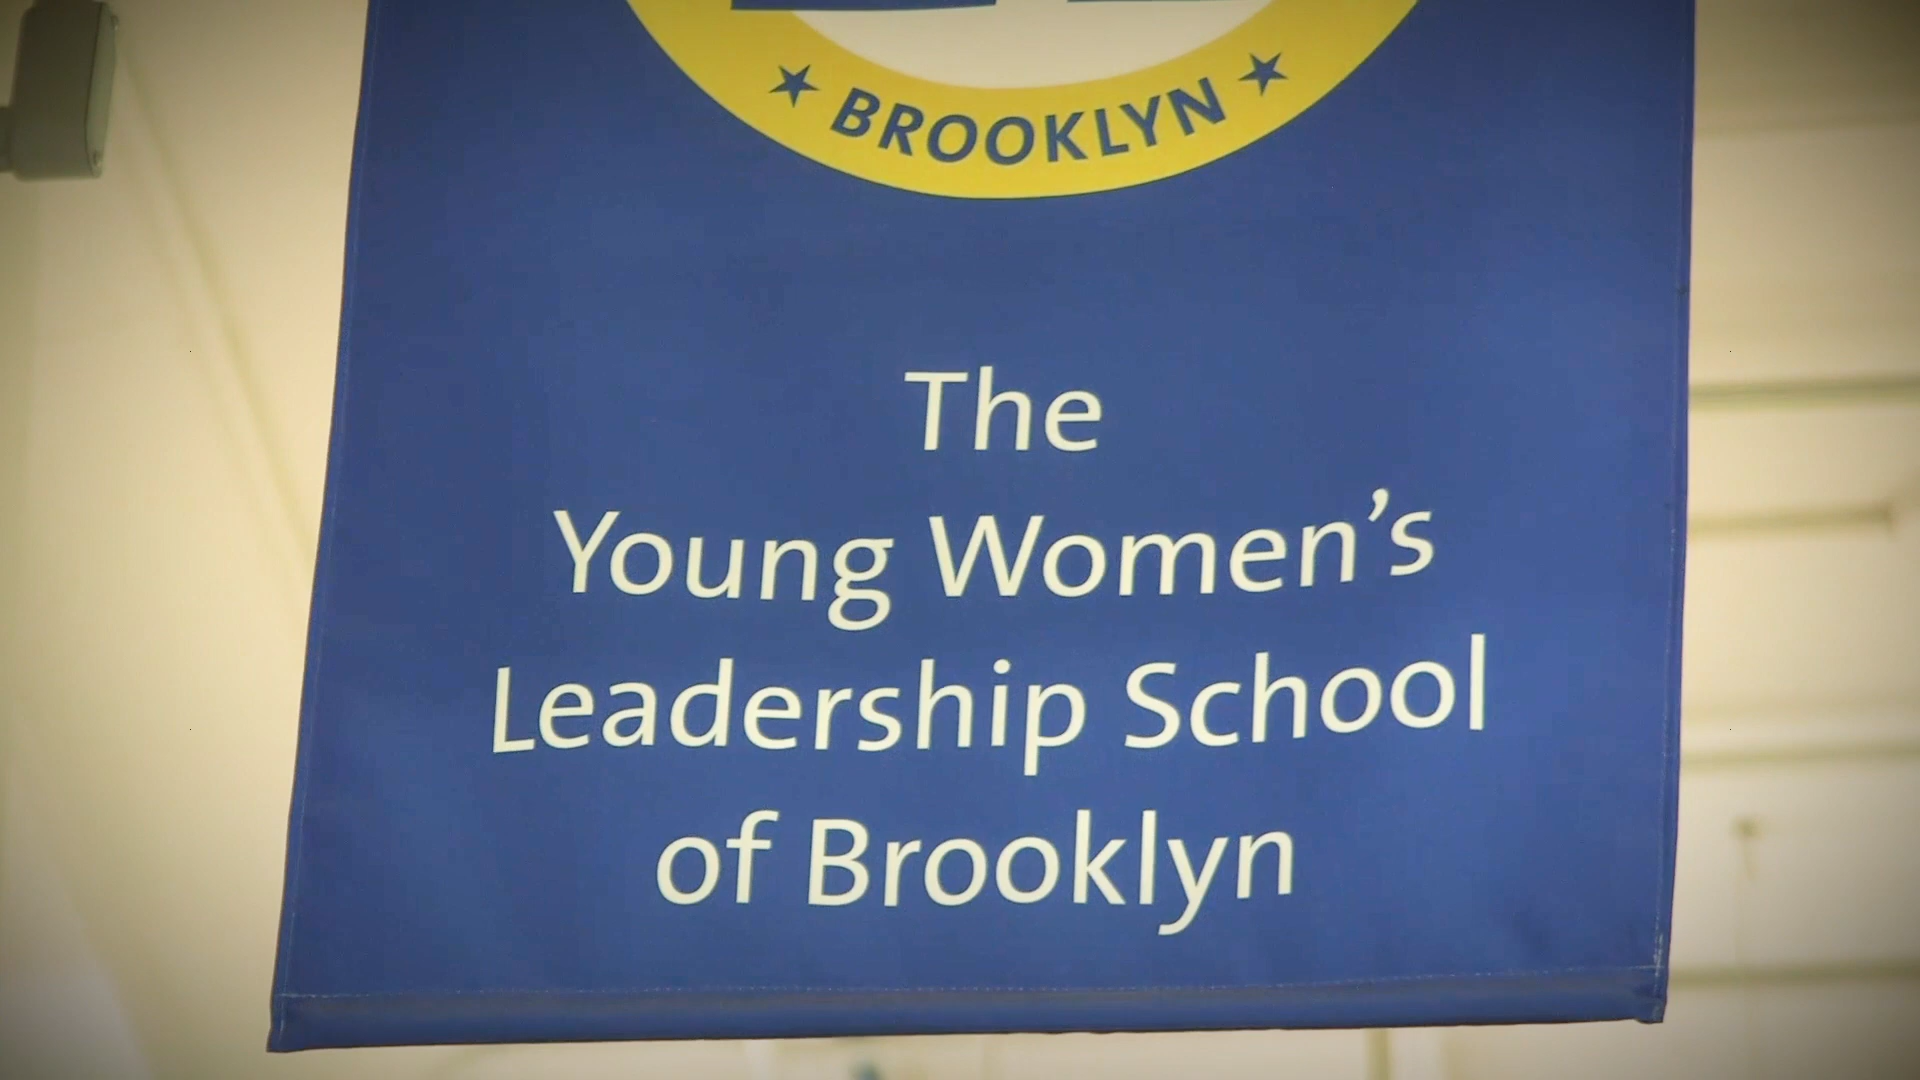 ★ BROOKLYN ★
The
Young Women’s
Leadership School
of Brooklyn